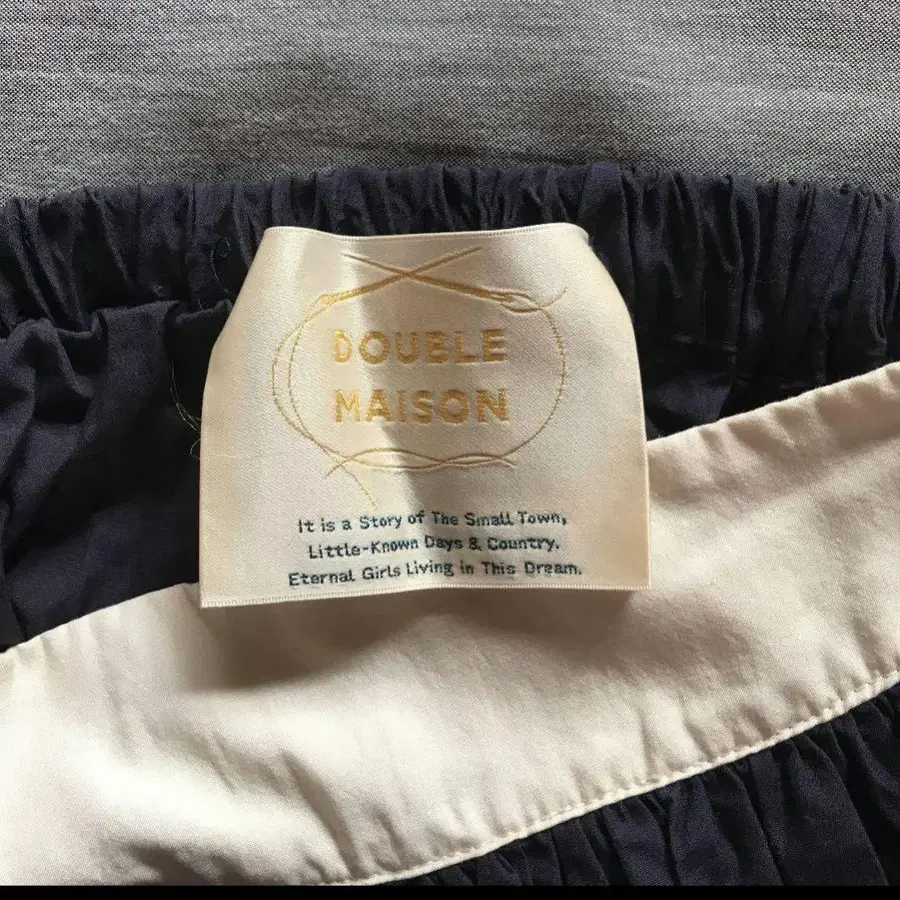 DOUBLE
MAISON
It is a Story of The Small Town,
Little-Known Days & Country.
Eternal Girls Living in This Dream.